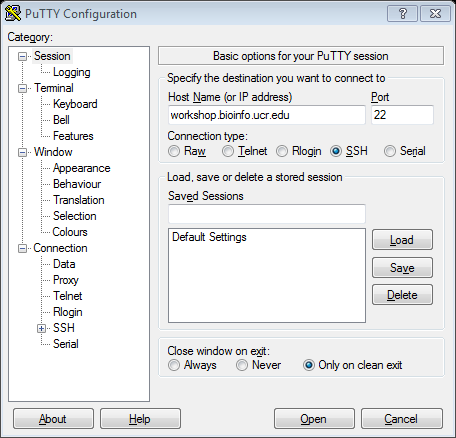 PuTTY Configuration
Category:
Session
Logging
Terminal
Keyboard
Bell
Features
Window
Appearance
Behaviour
Translation
Selection
Colours
Connection
Data
Proxy
Telnet
Rlogin
SSH
Serial
Basic options for your PuTTY session
Specify the destination you want to connect to
Host Name (or IP address) Port
workshop.bioinfo.ucr.edu 22
Connection type:
Raw Telnet Rlogin SSH Serial
Load, save or delete a stored session
Saved Sessions
Default Settings
Load
Save
Delete
Close window on exit:
Always Never Only on clean exit
About Help Open Cancel